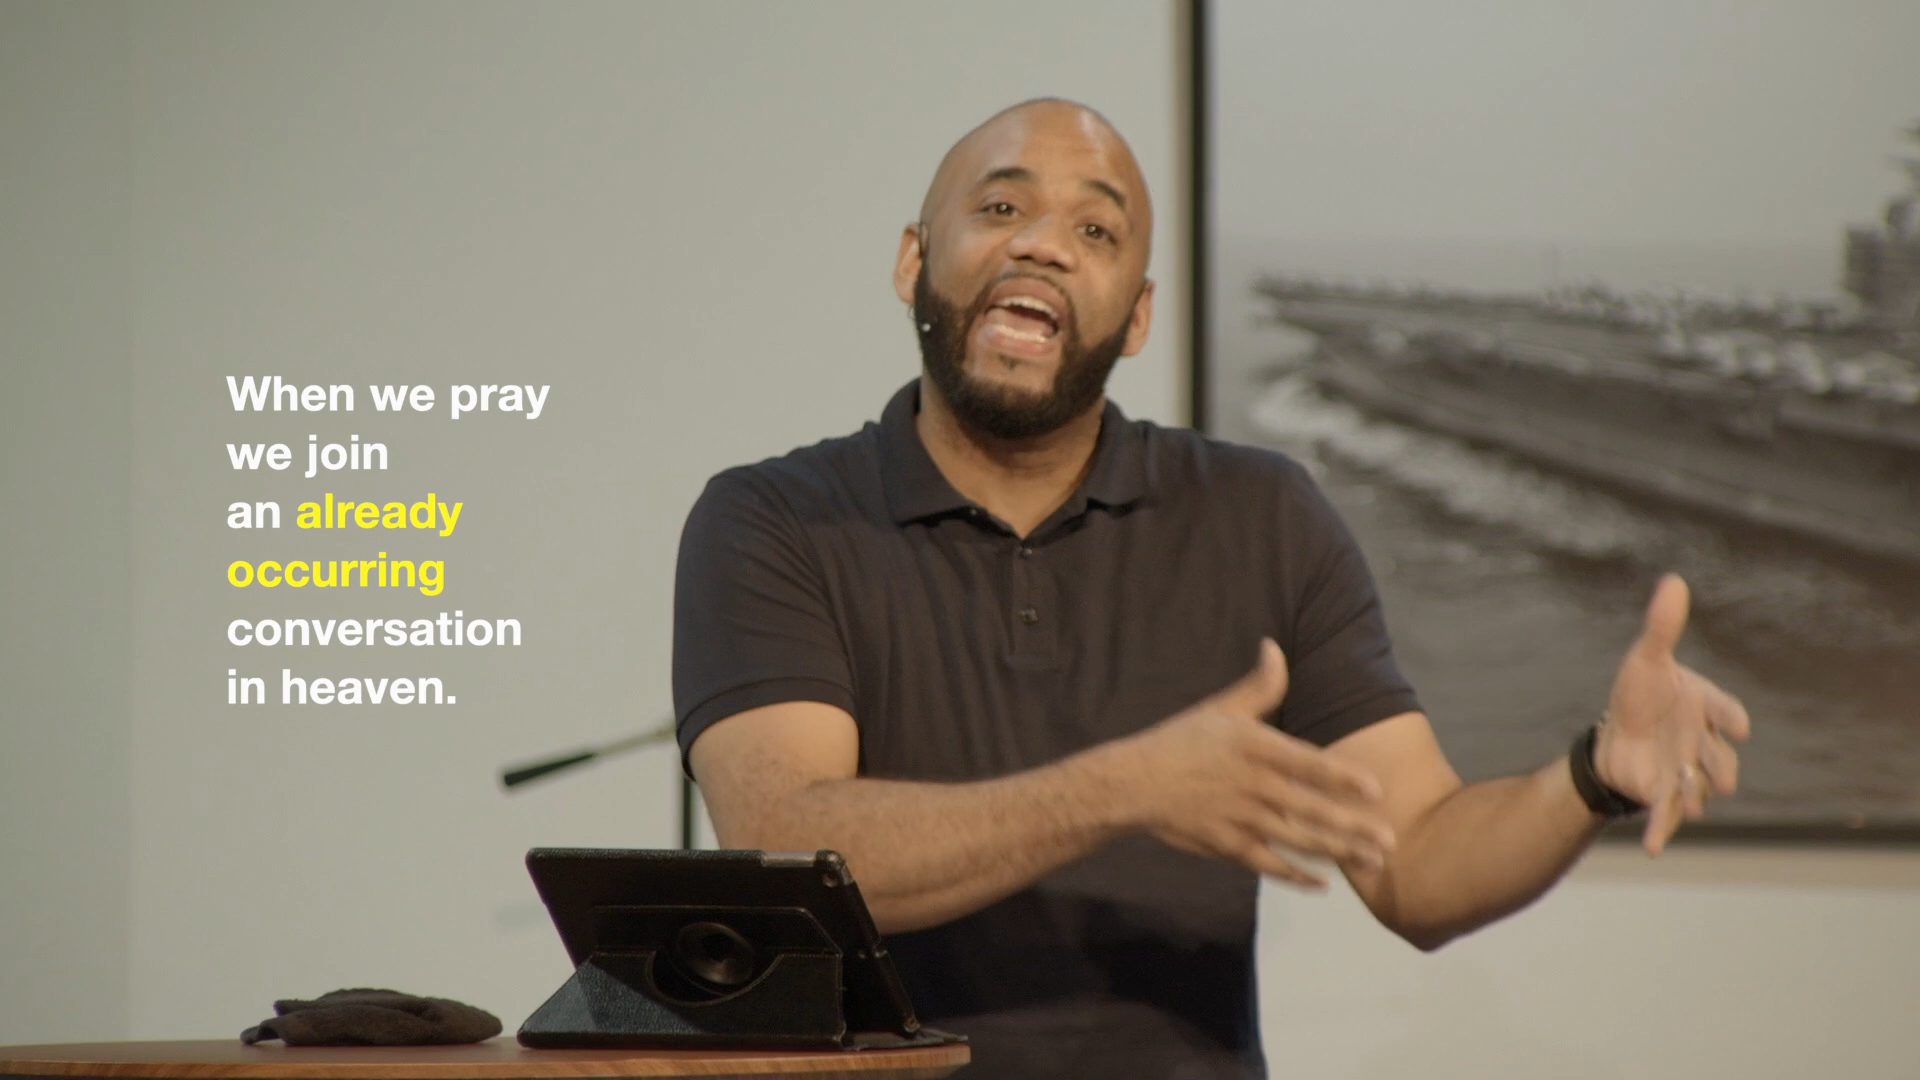 When we pray
we join
an already
occurring
conversation
in heaven.